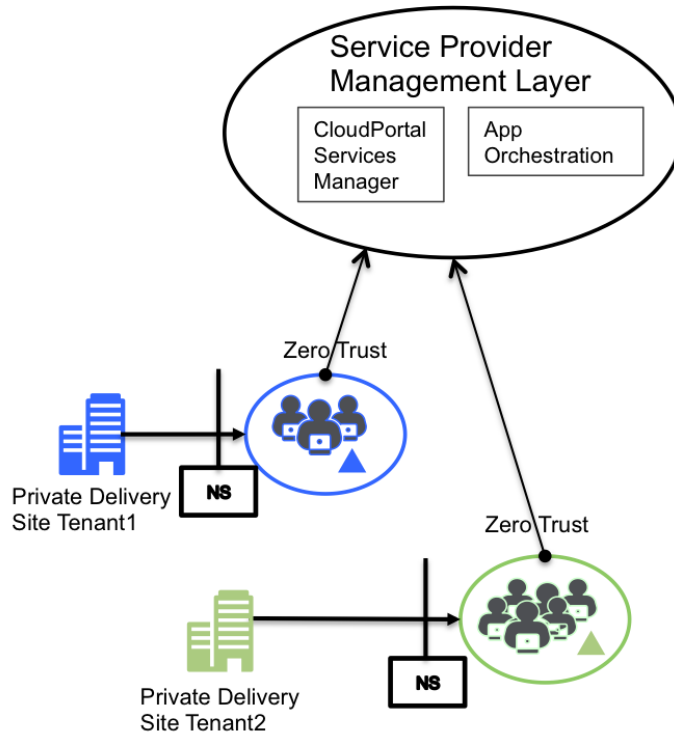 Service Provider
Management Layer
CloudPortal
Services
Manager
App
Orchestration
Zero Trust
NS
Private Delivery
Site Tenant1
Zero Trust
NS
Private Delivery
Site Tenant2